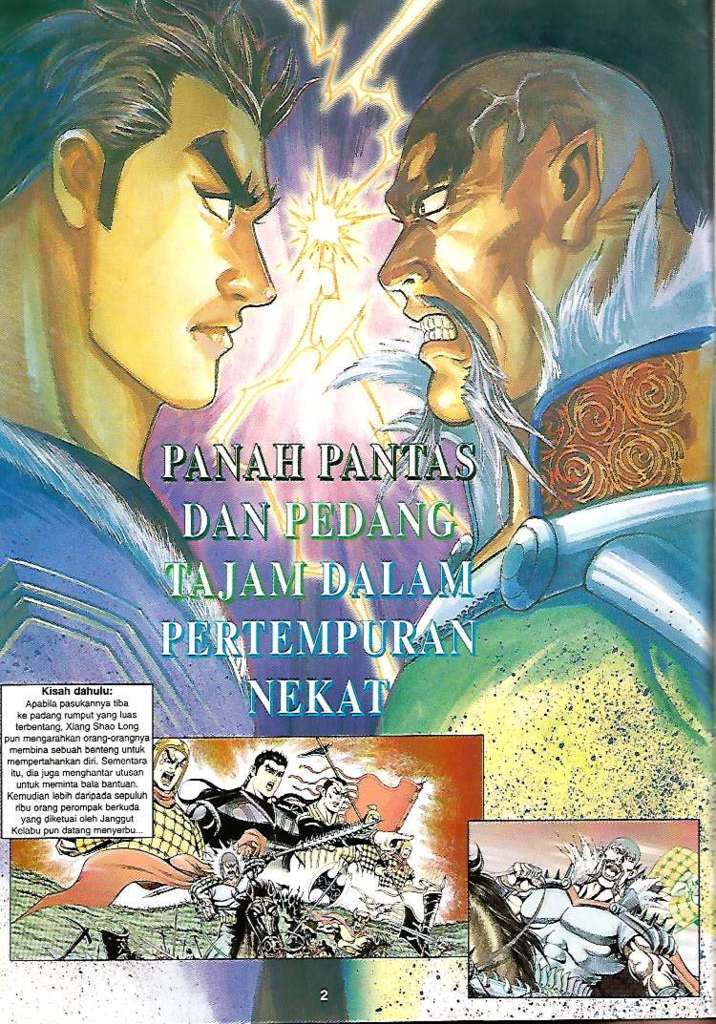 PANAH PANTAS
DAN PEDANG
TAJAM DALAM
PERTEMPURAN
NEKAT
Kisah dahulu:
Apabila pasukannya tiba
ke padang rumput yang luas
terbentang, Xiang Shao Long
pun mengarahkan orang-orangnya
membina sebuah benteng untuk
mempertahankan diri. Sementara
itu, dia juga menghantar utusan
untuk meminta bala bantuan.
Kemudian lebih daripada sepuluh
ribu orang perompak berkuda
yang diketuai oleh Janggut
Kelabu pun datang menyerbu...
2